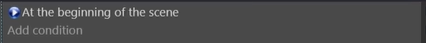 At the beginning of the scene
Add condition